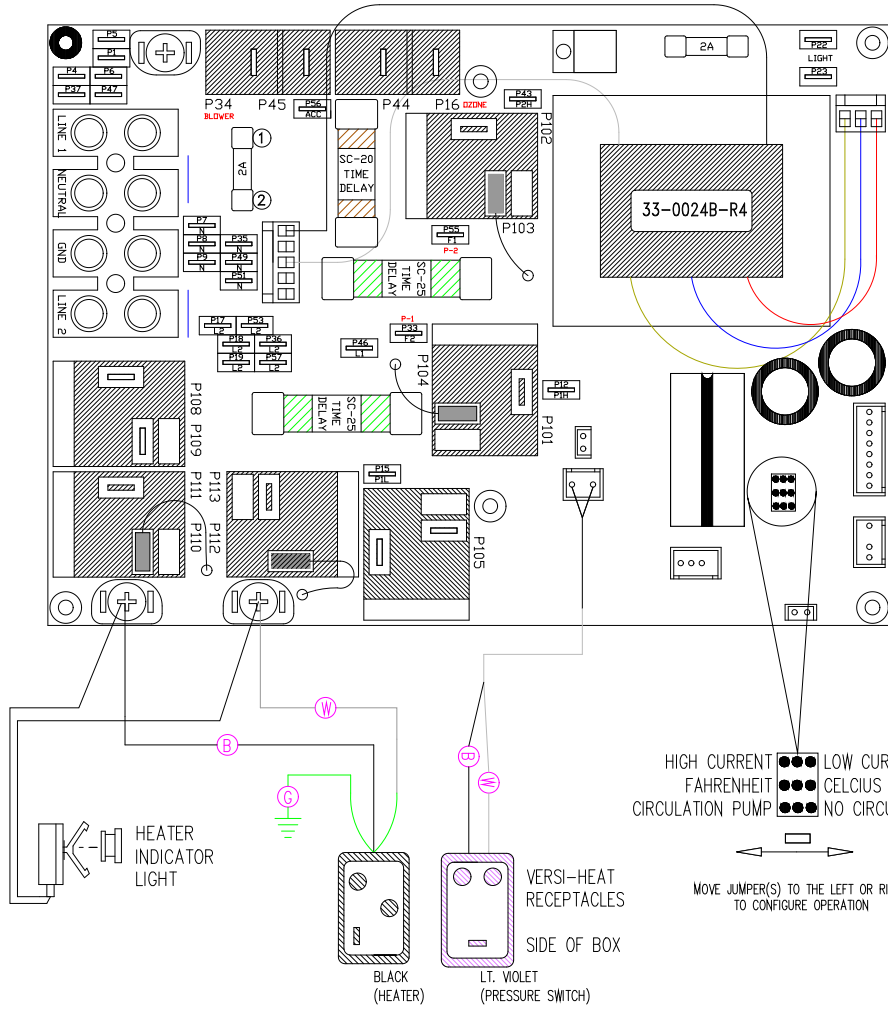 P5
P1
P4
P6
P37
P47
LINE 1
NEUTRAL
GND
LINE 2
P34
BLOWER
P45
P56
ACC
P44
P16
OZONE
P43
P2H
2A
P22
LIGHT
P23
1
2A
2
SC-20
TIME
DELAY
P102
P103
33-0024B-R4
P7
N
P8
N
P9
N
P35
N
P49
N
P51
N
P55
F1
P-2
SC-25
TIME
DELAY
P17
L2
P53
L2
P18
L2
P36
L2
P19
L2
P57
L2
P-1
P33
F2
P46
L1
P104
P101
P12
P1H
SC-25
TIME
DELAY
P108
P109
P111
P110
P113
P112
P15
P1L
P105
W
B
G
B
W
HEATER
INDICATOR
LIGHT
HIGH CURRENT
LOW CUR
FAHRENHEIT
CELCIUS
CIRCULATION PUMP
NO CIRCU
MOVE JUMPER(S) TO THE LEFT OR RI
TO CONFIGURE OPERATION
VERSI-HEAT
RECEPTACLES
SIDE OF BOX
BLACK
(HEATER)
LT. VIOLET
(PRESSURE SWITCH)